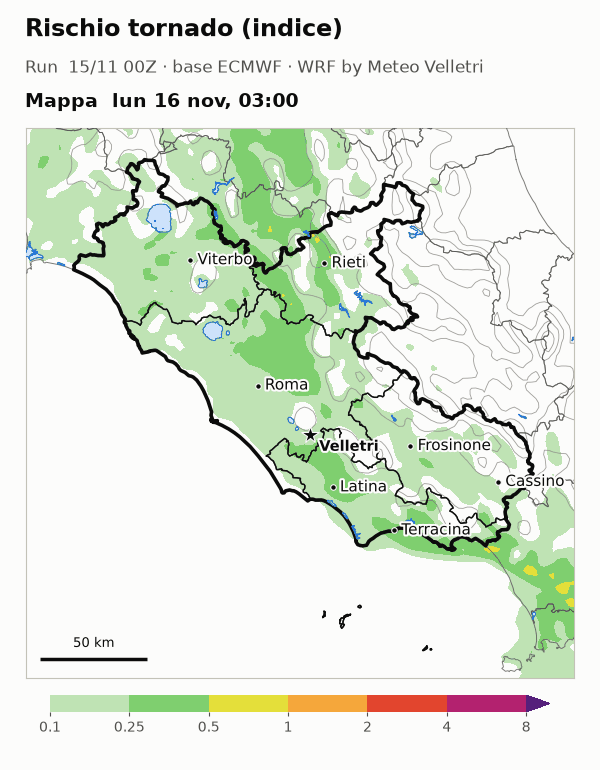 Rischio tornado (indice)
Run  15/11 00Z · base ECMWF · WRF by Meteo Velletri
Mappa  lun 16 nov, 03:00
Viterbo
Rieti
Roma
Velletri
Frosinone
Cassino
Latina
Terracina
50 km
0.1 0.25 0.5 1 2 4 8